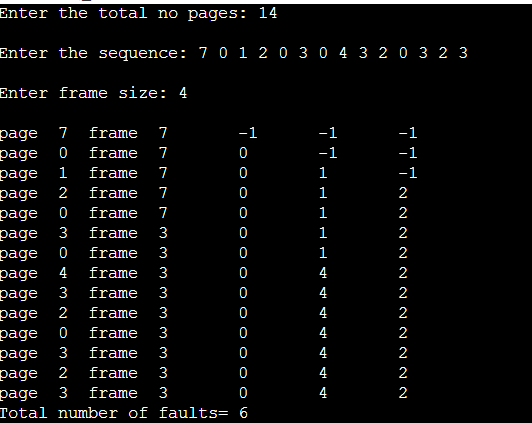 Enter the total no pages: 14
Enter the sequence: 7 0 1 2 0 3 0 4 3 2 0 3 2 3
Enter frame size: 4
page 7 frame 7 -1 -1 -1
page 0 frame 7 0 -1 -1
page 1 frame 7 0 1 -1
page 2 frame 7 0 1 2
page 0 frame 7 0 1 2
page 3 frame 3 0 1 2
page 0 frame 3 0 1 2
page 4 frame 3 0 4 2
page 3 frame 3 0 4 2
page 2 frame 3 0 4 2
page 0 frame 3 0 4 2
page 3 frame 3 0 4 2
page 2 frame 3 0 4 2
page 3 frame 3 0 4 2
Total number of faults= 6